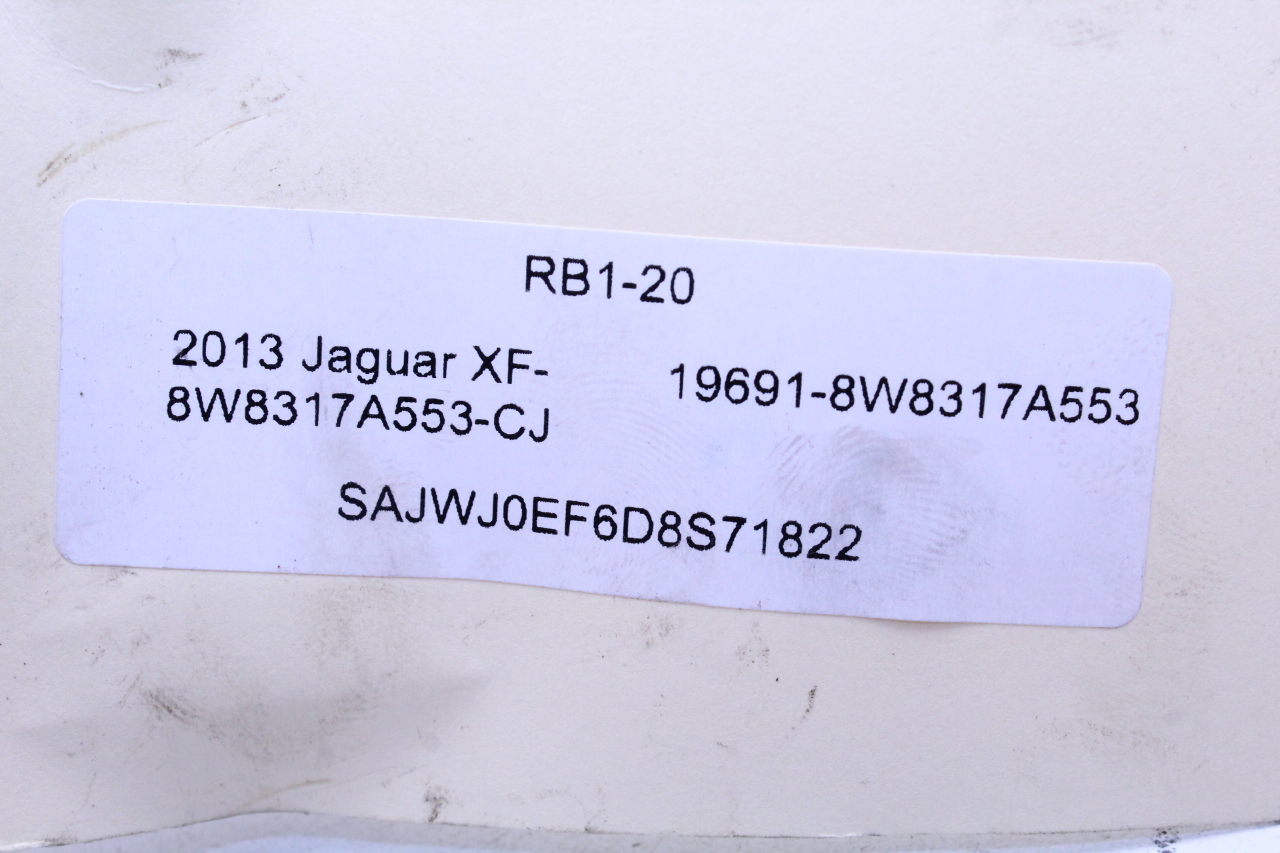 RB1-20
2013 Jaguar XF-
8W8317A553-CJ
19691-8W8317A553
SAJWJ0EF6D8S71822